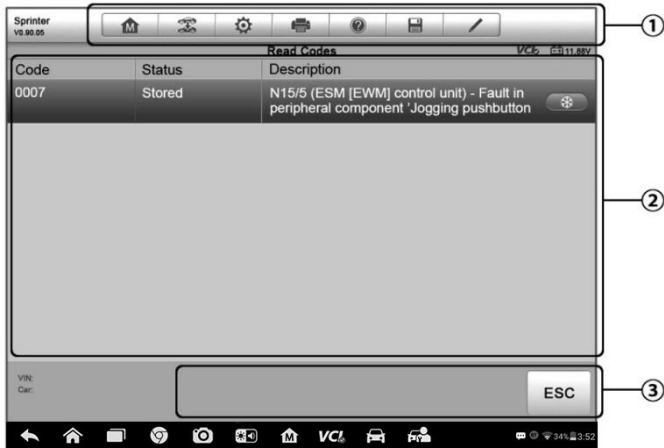 Sprinter
V0.90.05
M
①
Read Codes
VCI 11.88V
Code Status Description
0007 Stored N15/5 (ESM [EWM] control unit) - Fault in
peripheral component 'Jogging pushbutton
②
VIN:
Car:
ESC
③
M VCI 34% 3:52